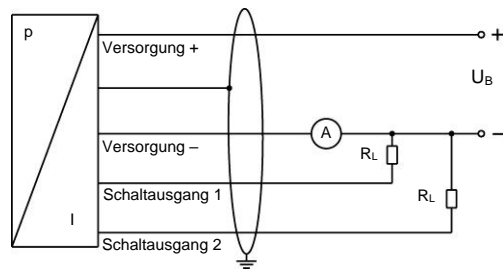 p
Versorgung +
+
U_B
Versorgung –
A
–
R_L
Schaltausgang 1
R_L
I
Schaltausgang 2